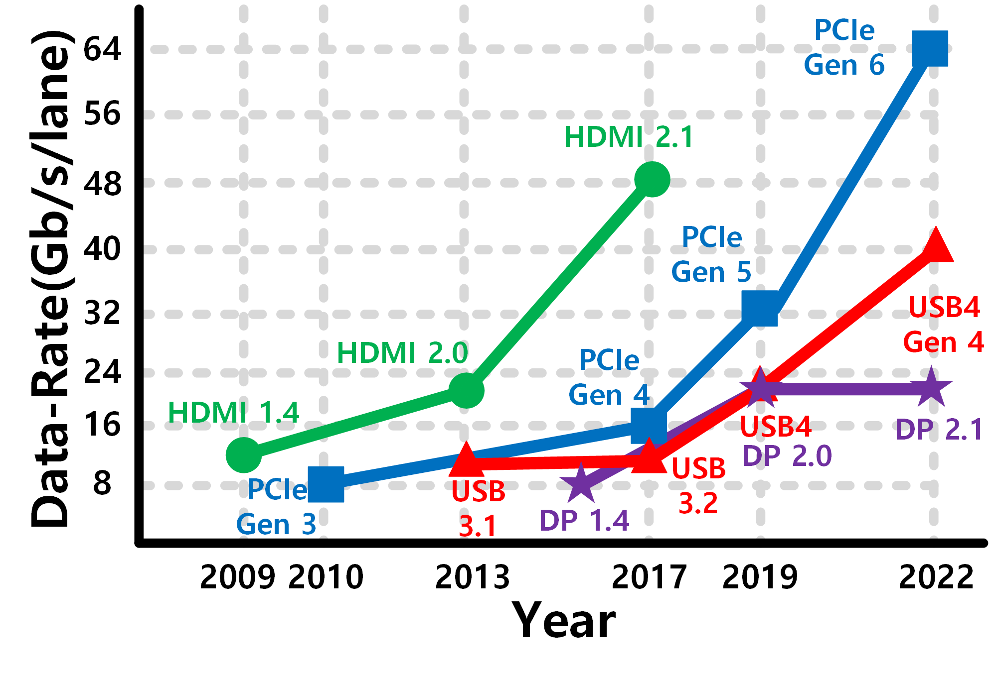 Data-Rate(Gb/s/lane)
64
56
48
40
32
24
16
8
PCIe
Gen 6
HDMI 2.1
PCIe
Gen 5
USB4
Gen 4
HDMI 2.0
PCIe
Gen 4
HDMI 1.4
USB4
DP 2.0
DP 2.1
USB
3.2
PCIe
Gen 3
USB
3.1
DP 1.4
2009 2010 2013 2017 2019 2022
Year